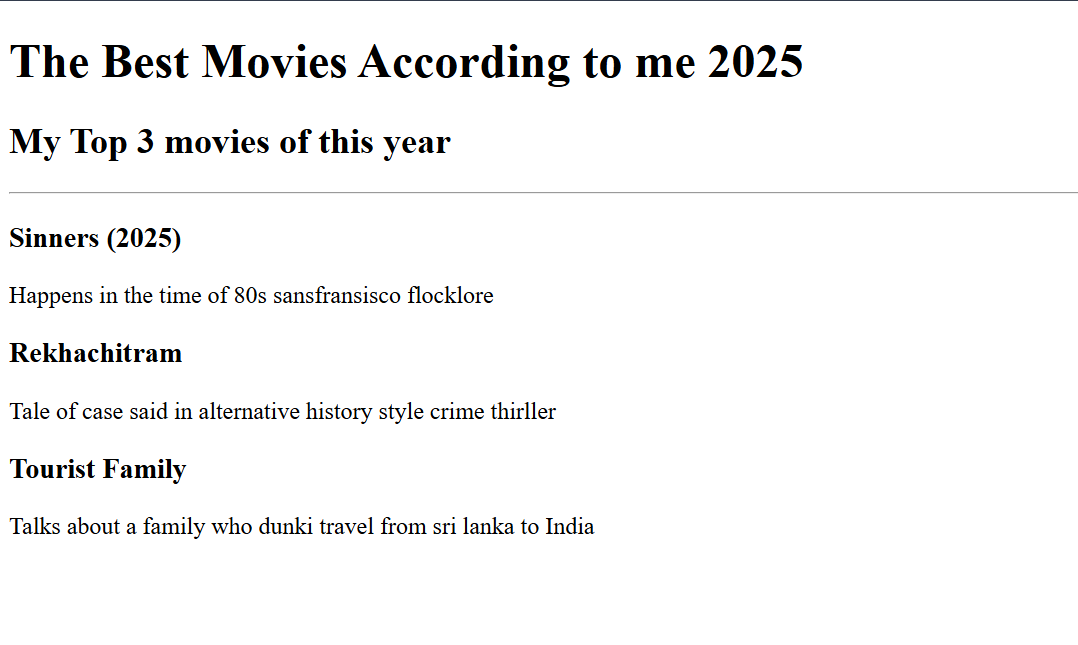 The Best Movies According to me 2025
My Top 3 movies of this year
Sinners (2025)
Happens in the time of 80s sansfransisco flocklore
Rekhachitram
Tale of case said in alternative history style crime thirller
Tourist Family
Talks about a family who dunki travel from sri lanka to India